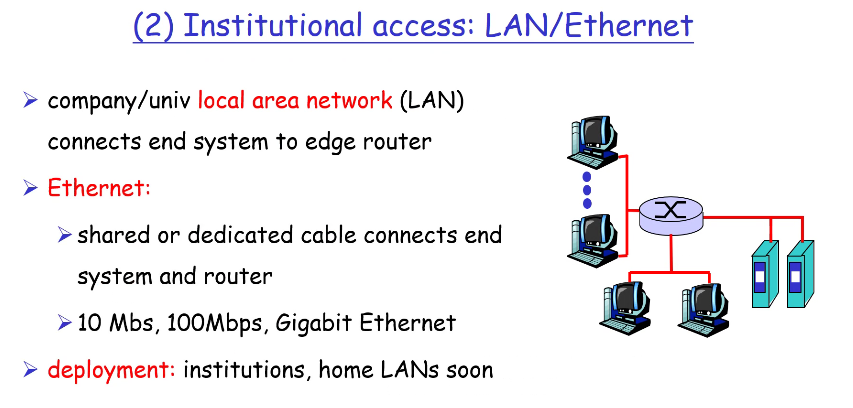 (2) Institutional access: LAN/Ethernet
company/univ local area network (LAN)
connects end system to edge router
Ethernet:
shared or dedicated cable connects end
system and router
10 Mbs, 100Mbps, Gigabit Ethernet
deployment: institutions, home LANs soon